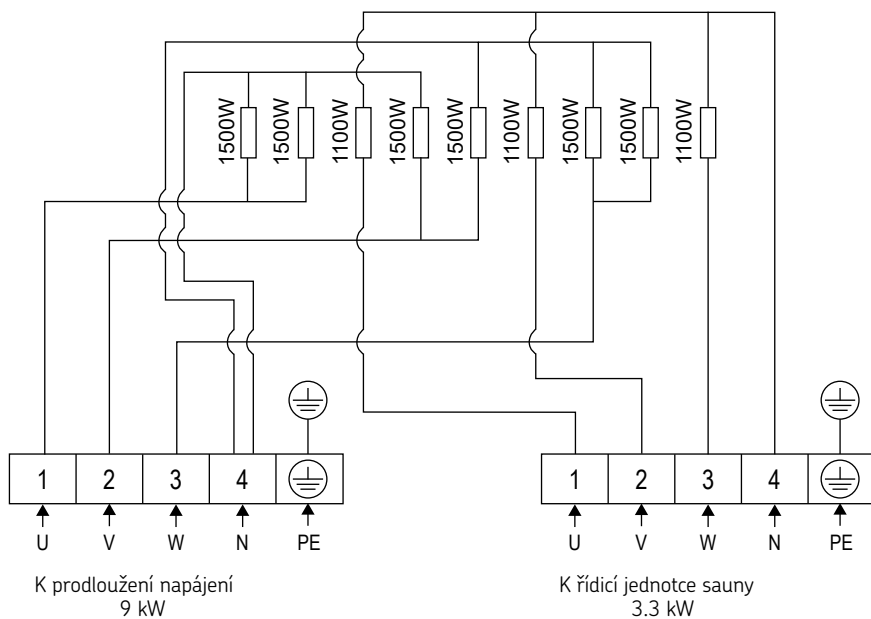 1500W 1500W 1100W 1500W 1500W 1100W 1500W 1500W 1100W
1 2 3 4
U V W N PE
K prodloužení napájení
9 kW
1 2 3 4
U V W N PE
K řídicí jednotce sauny
3.3 kW